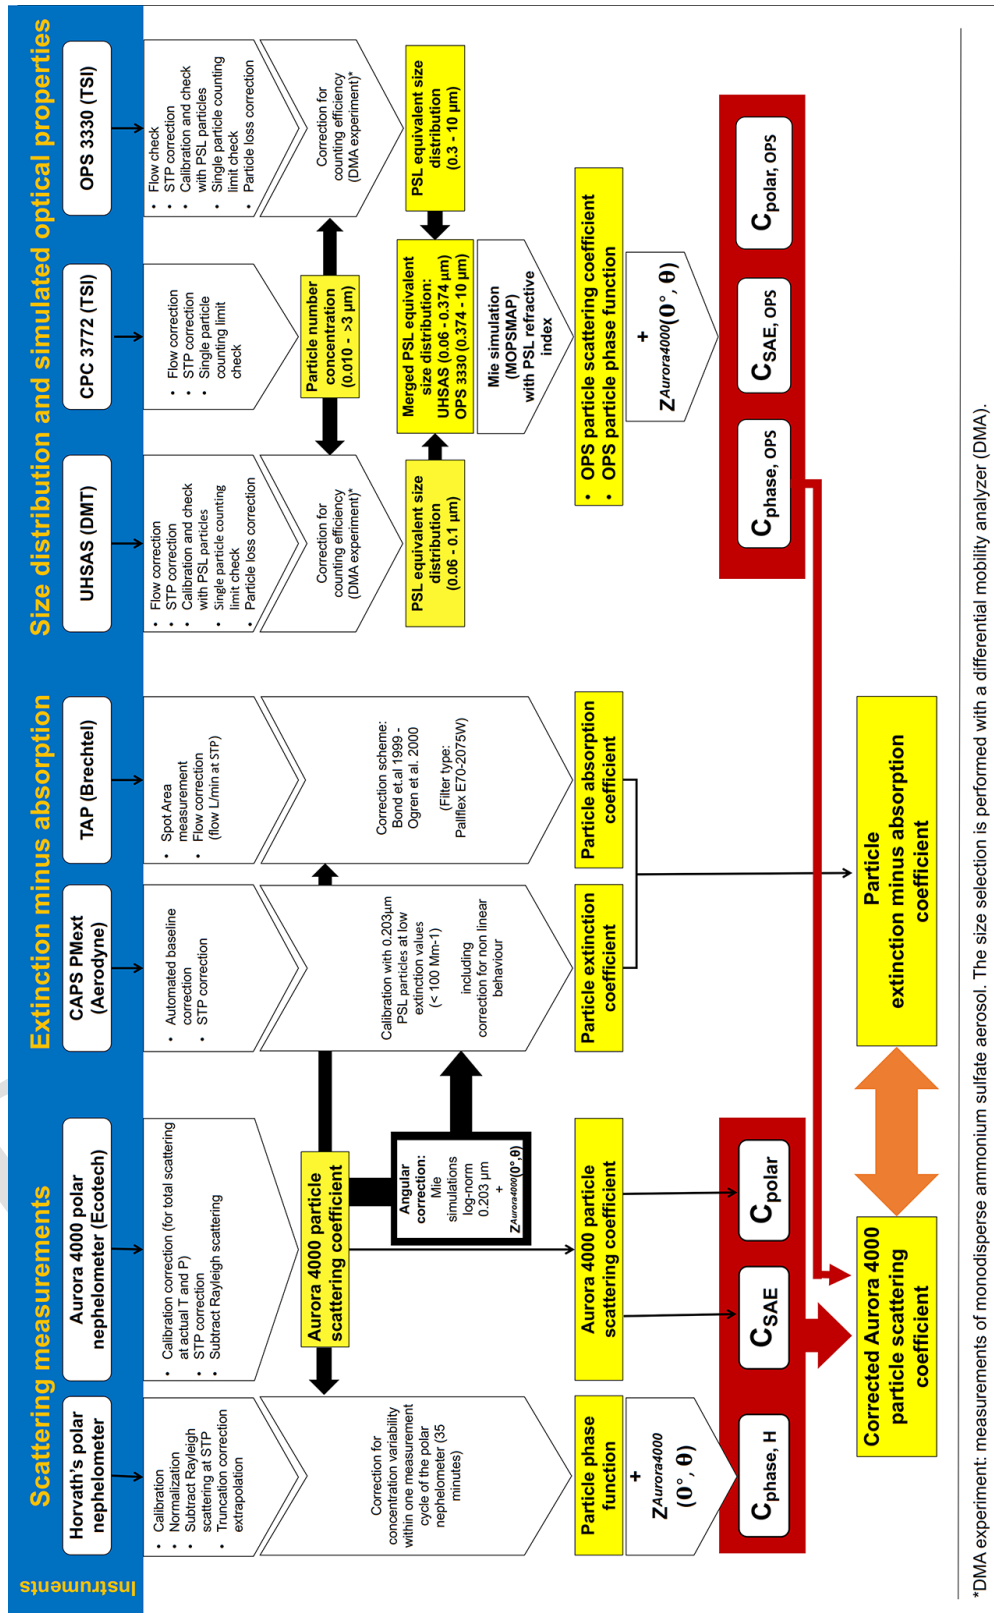 Instruments
Scattering measurements
Extinction minus absorption
Size distribution and simulated optical properties
Horvath's polar
nephelometer
Aurora 4000 polar
nephelometer (Ecotech)
CAPS PMext
(Aerodyne)
TAP (Brechtel)
UHSAS (DMT)
CPC 3772 (TSI)
OPS 3330 (TSI)
• Calibration
• Normalization
• Subtract Rayleigh
scattering at STP
• Truncation correction
extrapolation
• Calibration correction (for total scattering
at actual T and P)
• STP correction
• Subtract Rayleigh scattering
• Automated baseline
correction
• STP correction
• Spot Area
measurement
• Flow correction
(flow L/min at STP)
• Flow correction
• STP correction
• Calibration and check
with PSL particles
• Single particle counting
limit check
• Particle loss correction
• Flow correction
• STP correction
• Single particle
counting limit
check
• Flow check
• STP correction
• Calibration and check
with PSL particles
• Single particle counting
limit check
• Particle loss correction
Correction for
concentration variability
within one measurement
cycle of the polar
nephelometer (35
minutes)
Aurora 4000 particle
scattering coefficient
Angular
correction:
Mie
simulations
log-norm
0.203 µm
+
ZAurora4000(0°,θ)
Calibration with 0.203µm
PSL particles at low
extinction values
(< 100 Mm-1)
including
correction for non linear
behaviour
Correction scheme:
Bond et.al 1999 -
Ogren et al. 2000
(Filter type:
Pallflex E70-2075W)
Correction for
counting efficiency
(DMA experiment)*
Particle number
concentration
(0.010 - >3 µm)
Correction for
counting efficiency
(DMA experiment)*
PSL equivalent size
distribution
(0.06 - 0.1 µm)
Merged PSL equivalent
size distribution:
UHSAS (0.06 - 0.374 µm)
OPS 3330 (0.374 - 10 µm)
PSL equivalent size
distribution
(0.3 - 10 µm)
Mie simulation
(MOPSMAP)
with PSL refractive
index
Particle phase
function
Aurora 4000 particle
scattering coefficient
Particle extinction
coefficient
Particle absorption
coefficient
• OPS particle scattering coefficient
• OPS particle phase function
+
ZAurora4000
(0°, θ)
+
ZAurora4000(0°, θ)
Cphase, H
CSAE
Cpolar
Cphase, OPS
CSAE, OPS
Cpolar, OPS
Corrected Aurora 4000
particle scattering
coefficient
Particle
extinction minus absorption
coefficient
*DMA experiment: measurements of monodisperse ammonium sulfate aerosol. The size selection is performed with a differential mobility analyzer (DMA).